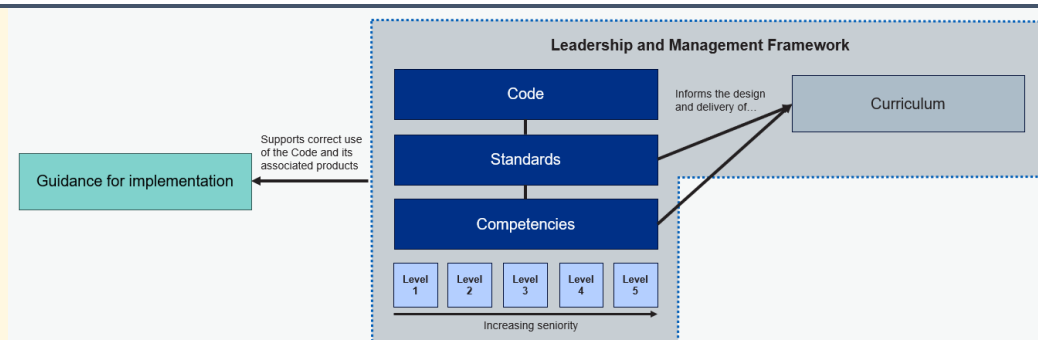 Leadership and Management Framework
Code
Informs the design
and delivery of...
Curriculum
Supports correct use
of the Code and its
associated products
Standards
Guidance for implementation
Competencies
Level
1
Level
2
Level
3
Level
4
Level
5
Increasing seniority